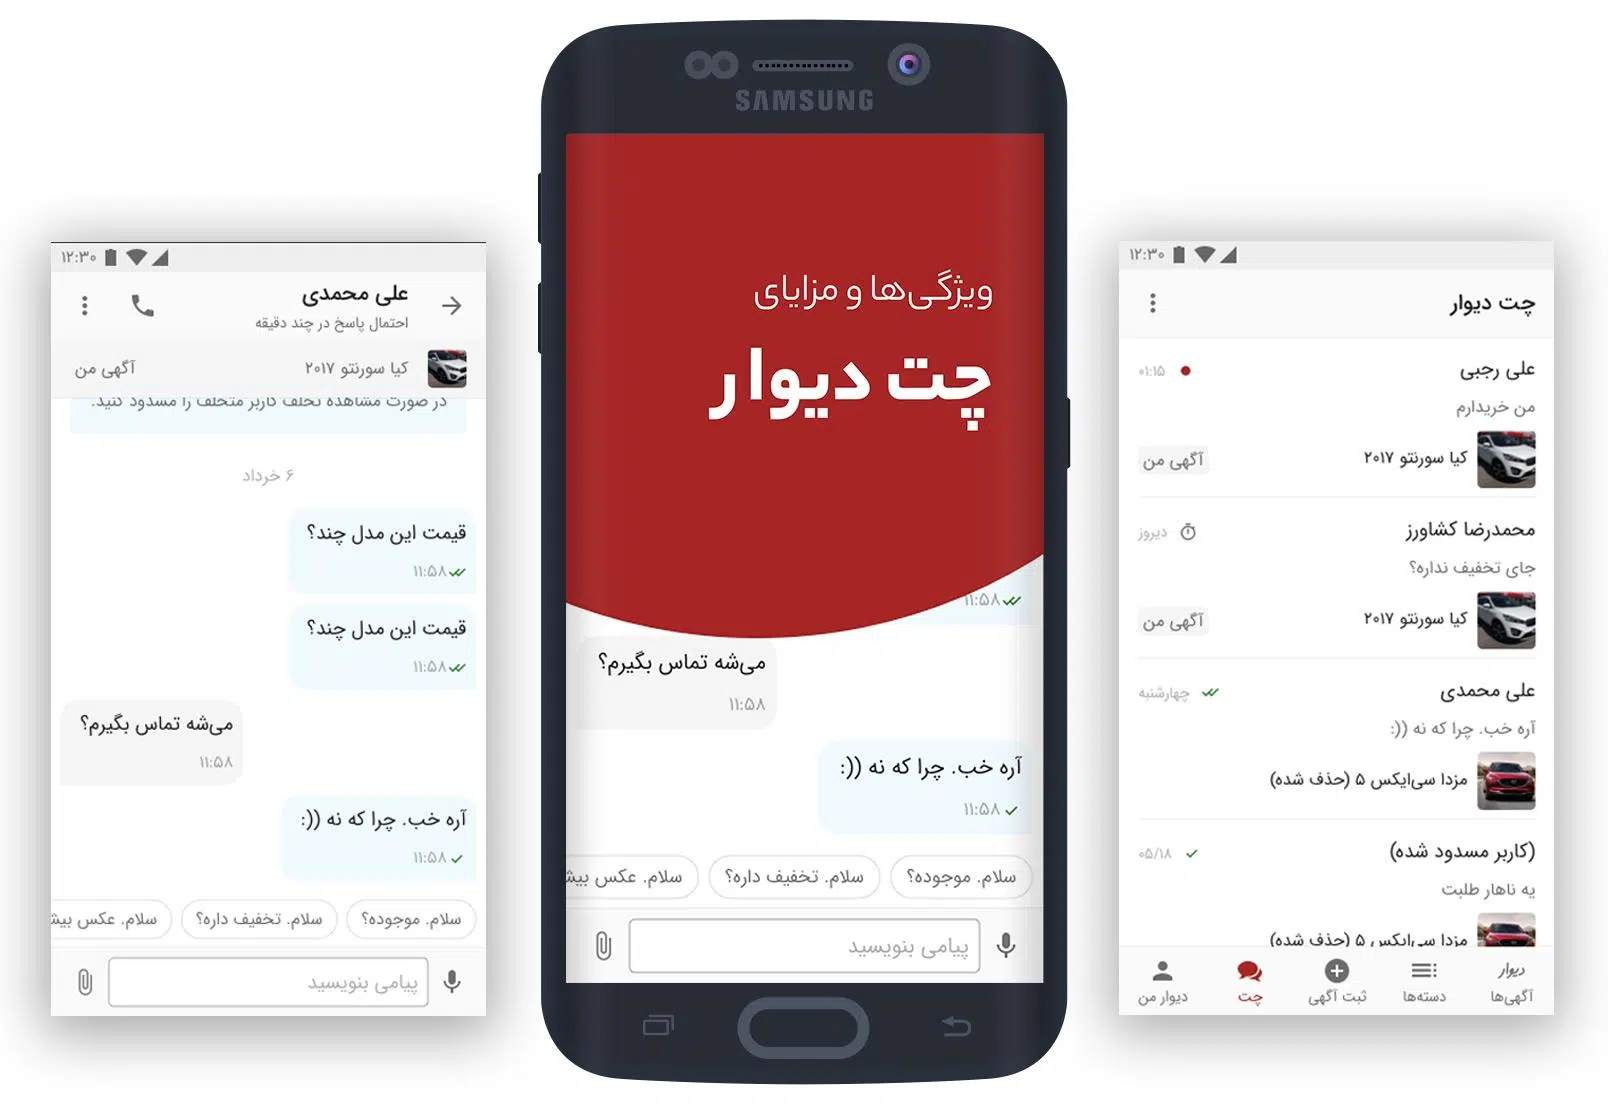 ۱۲:۳۰
علی محمدی
احتمال پاسخ در چند دقیقه
کیا سورنتو ۲۰۱۷
آگهی من
در صورت مشاهده تخلف کاربر متخلف را مسدود کنید.
۶ خرداد
قیمت این مدل چند؟
۱۱:۵۸
قیمت این مدل چند؟
۱۱:۵۸
می‌شه تماس بگیرم؟
۱۱:۵۸
آره خب. چرا که نه ((:
۱۱:۵۸
سلام. موجوده؟
سلام. تخفیف داره؟
سلام. عکس بیش
پیامی بنویسید
SAMSUNG
ویژگی‌ها و مزایای
چت دیوار
۱۱:۵۸
می‌شه تماس بگیرم؟
۱۱:۵۸
آره خب. چرا که نه ((:
۱۱:۵۸
سلام. موجوده؟
سلام. تخفیف داره؟
سلام. عکس بیش
پیامی بنویسید
۱۲:۳۰
چت دیوار
علی رجبی
۰۱:۱۵
من خریدارم
کیا سورنتو ۲۰۱۷
آگهی من
محمدرضا کشاورز
دیروز
جای تخفیف نداره؟
کیا سورنتو ۲۰۱۷
آگهی من
علی محمدی
چهارشنبه
آره خب. چرا که نه ((:
مزدا سی‌ایکس ۵ (حذف شده)
(کاربر مسدود شده)
۰۵/۱۸
یه ناهار طلبت
مزدا سی‌ایکس ۵ (حذف شده)
دیوار
آگهی‌ها
دسته‌ها
ثبت آگهی
چت
دیوار من